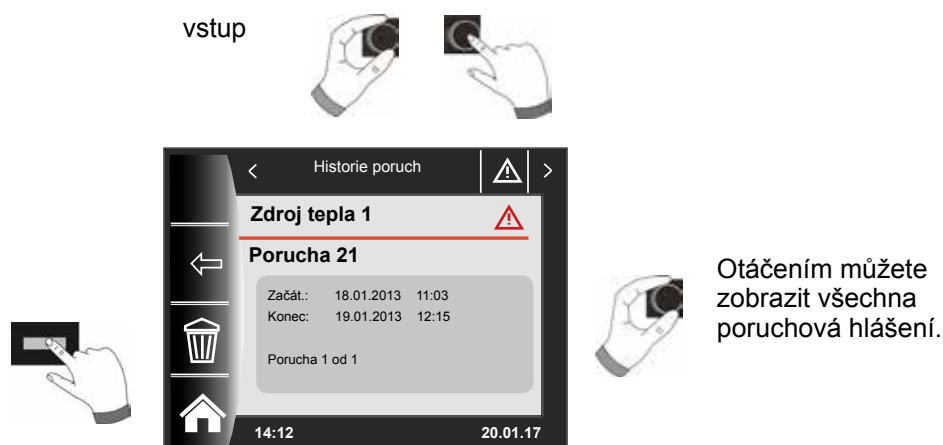 vstup
Historie poruch
Zdroj tepla 1
Porucha 21
Začát.: 18.01.2013 11:03
Konec: 19.01.2013 12:15
Porucha 1 od 1
14:12 20.01.17
Otáčením můžete
zobrazit všechna
poruchová hlášení.